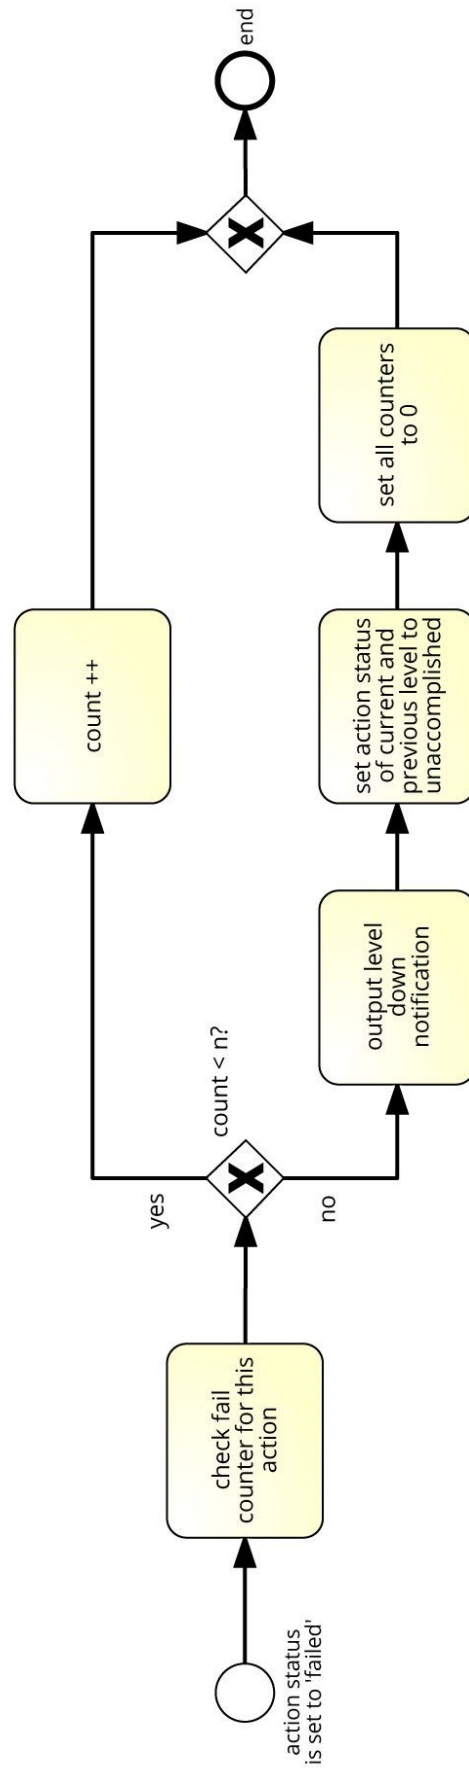 action status
is set to 'failed'
check fail
counter for this
action
count < n?
yes
no
count ++
output level
down
notification
set action status
of current and
previous level to
unaccomplished
set all counters
to 0
end